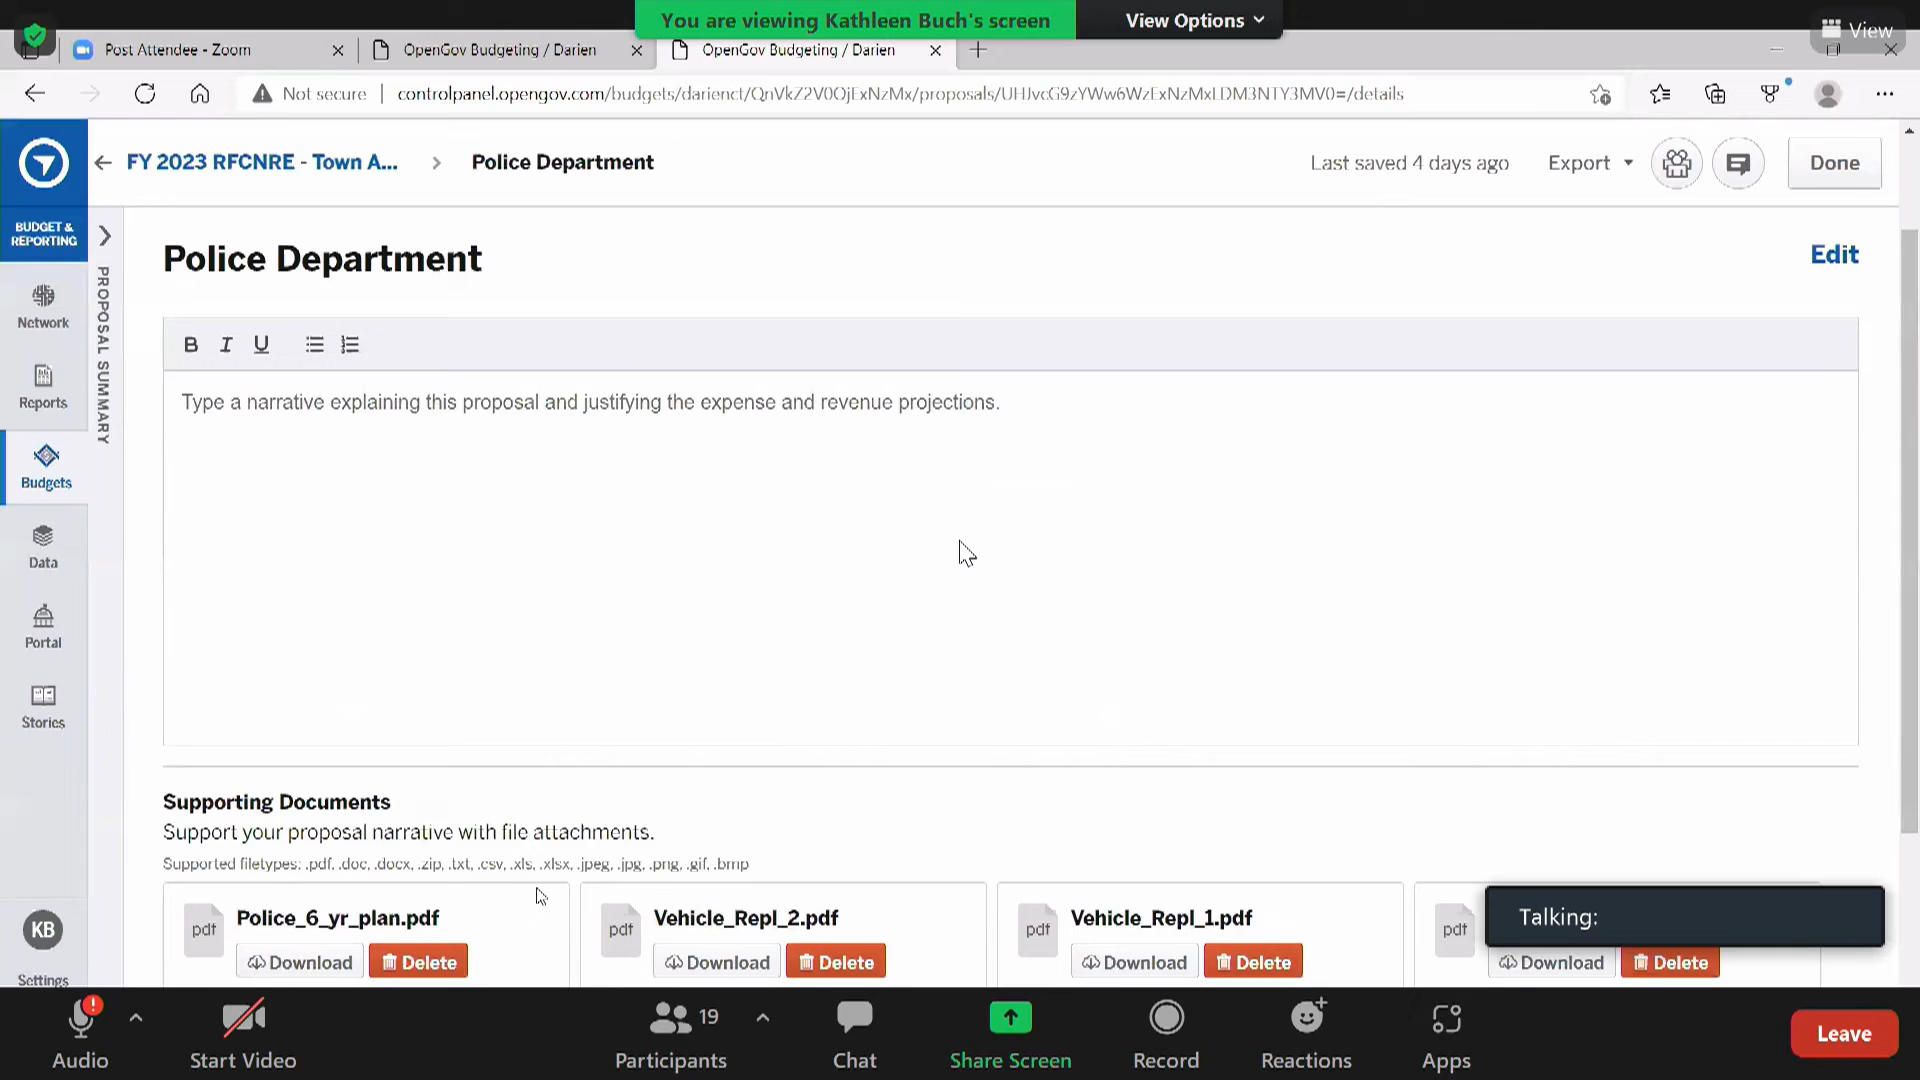 You are viewing Kathleen Buch's screen
View Options
View
Post Attendee - Zoom
OpenGov Budgeting / Darien
OpenGov Budgeting / Darien
Not secure
controlpanel.opengov.com/budgets/darienct/QnVkZ2V0OjExNzMx/proposals/UHJvcG9zYWw6WzExNzMxLDM3NTY3MV0=/details
FY 2023 RFCNRE - Town A...
Police Department
Last saved 4 days ago
Export
Done
BUDGET &
REPORTING
PROPOSAL SUMMARY
Network
Reports
Budgets
Data
Portal
Stories
KB
Settings
Police Department
Edit
B I U
Type a narrative explaining this proposal and justifying the expense and revenue projections.
Supporting Documents
Support your proposal narrative with file attachments.
Supported filetypes: .pdf, .doc, .docx, .zip, .txt, .csv, .xls, .xlsx, .jpeg, .jpg, .png, .gif, .bmp
pdf
Police_6_yr_plan.pdf
Download
Delete
pdf
Vehicle_Repl_2.pdf
Download
Delete
pdf
Vehicle_Repl_1.pdf
Download
Delete
pdf
Download
Delete
Talking:
Audio
Start Video
19
Participants
Chat
Share Screen
Record
Reactions
Apps
Leave